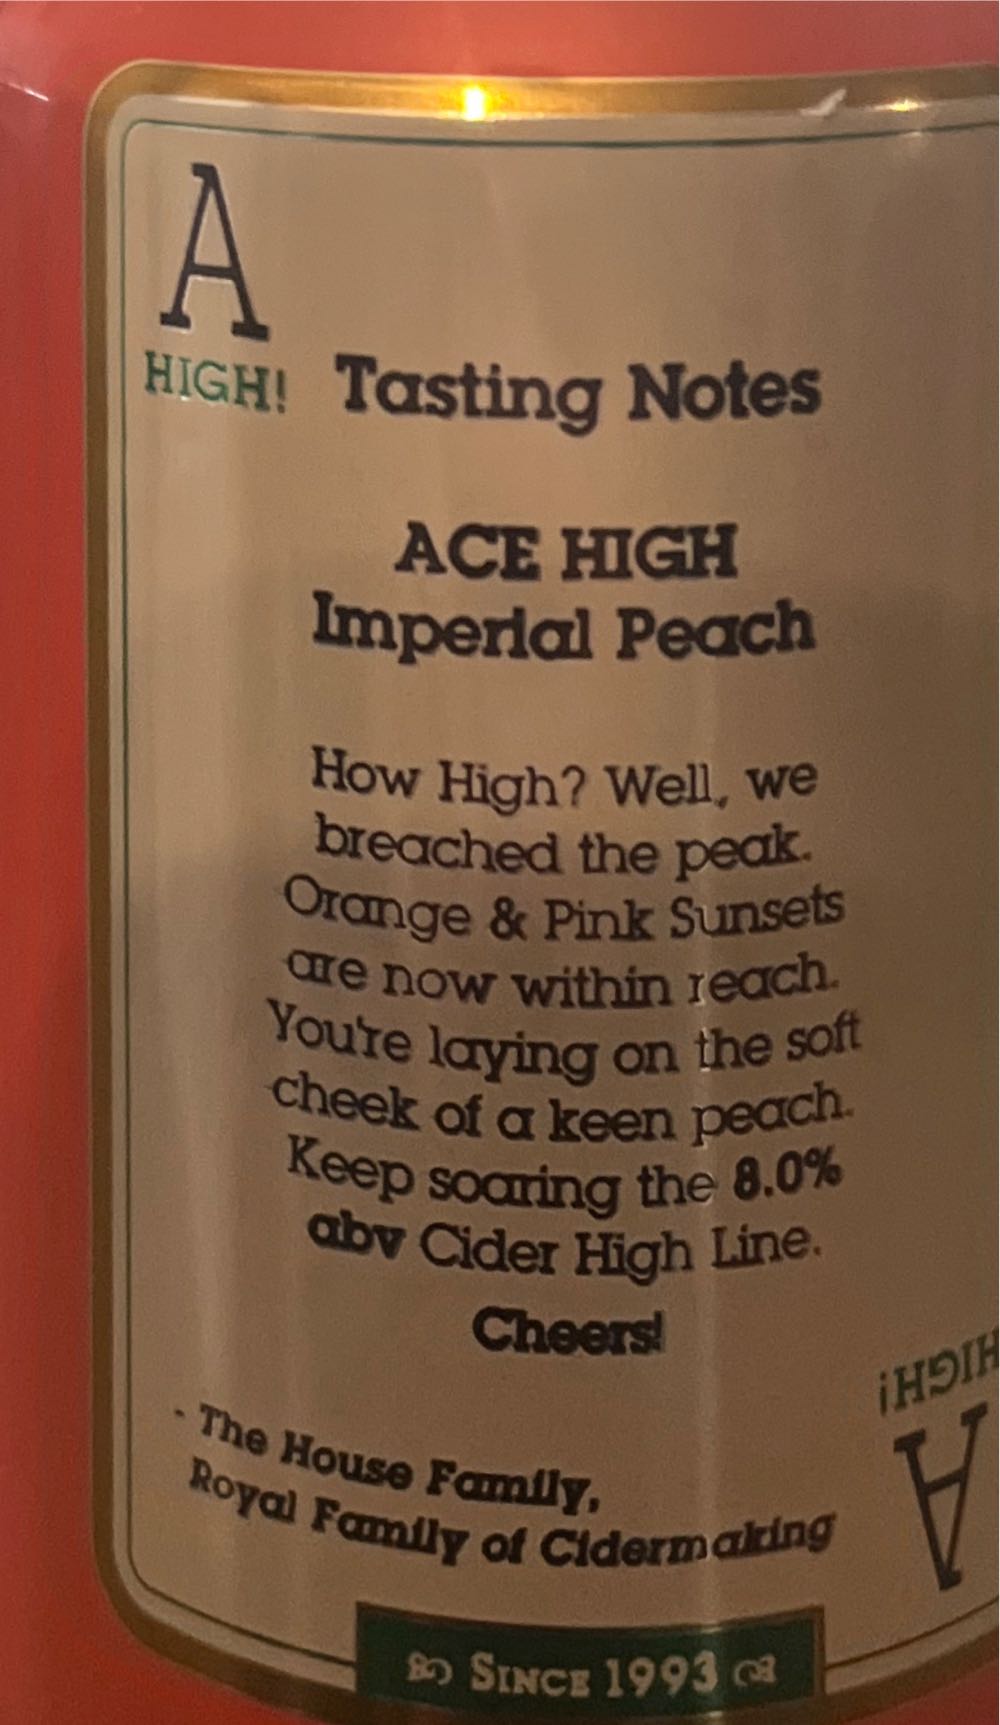 A
HIGH!
Tasting Notes
ACE HIGH
Imperial Peach
How High? Well, we
breached the peak.
Orange & Pink Sunsets
are now within reach.
You're laying on the soft
cheek of a keen peach.
Keep soaring the 8.0%
abv Cider High Line.
Cheers!
- The House Family,
Royal Family of Cidermaking
HIGH!
A
SINCE 1993